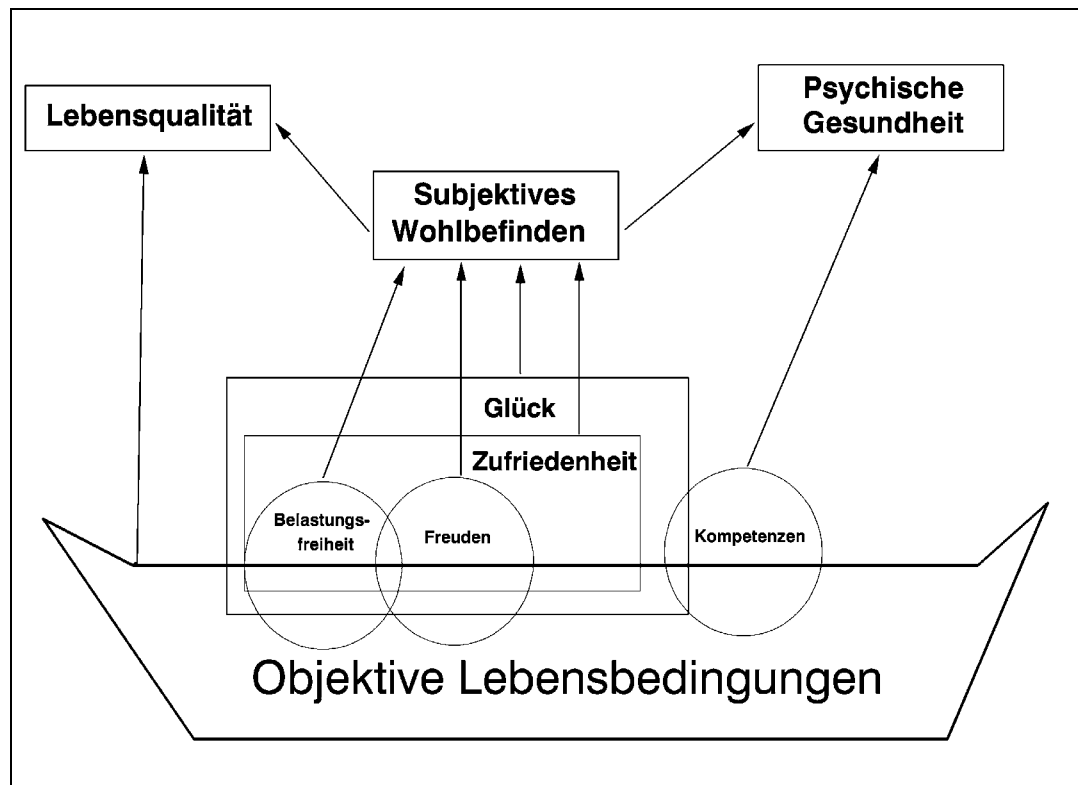 Lebensqualität
Psychische
Gesundheit
Subjektives
Wohlbefinden
Glück
Zufriedenheit
Belastungs-
freiheit
Freuden
Kompetenzen
Objektive Lebensbedingungen